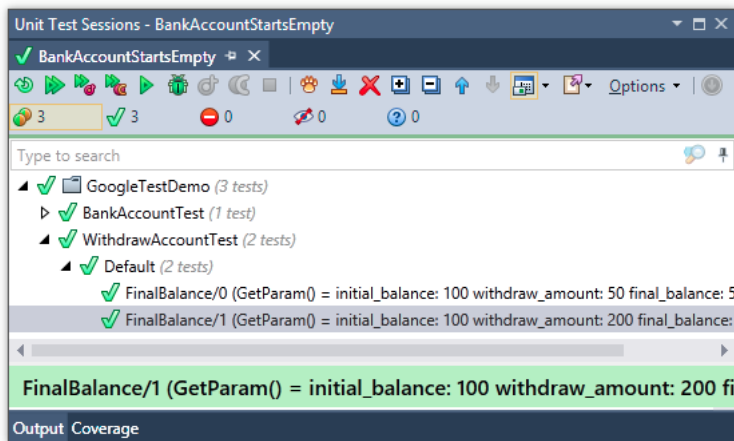 Unit Test Sessions - BankAccountStartsEmpty
BankAccountStartsEmpty
Options
3 3 0 0 0
Type to search
GoogleTestDemo (3 tests)
BankAccountTest (1 test)
WithdrawAccountTest (2 tests)
Default (2 tests)
FinalBalance/0 (GetParam() = initial_balance: 100 withdraw_amount: 50 final_balance: 5
FinalBalance/1 (GetParam() = initial_balance: 100 withdraw_amount: 200 final_balance:
FinalBalance/1 (GetParam() = initial_balance: 100 withdraw_amount: 200 fi
Output Coverage